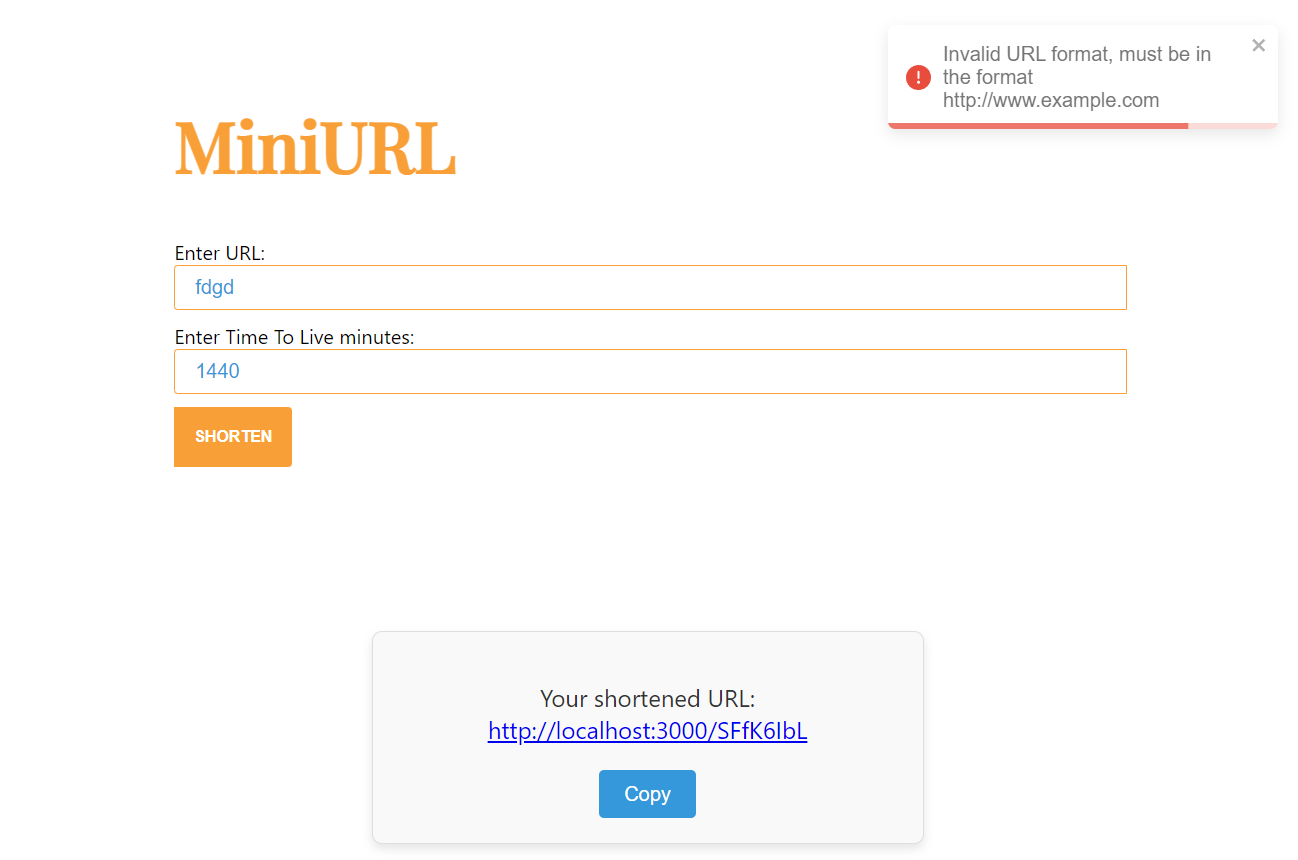 Invalid URL format, must be in
the format
http://www.example.com
MiniURL
Enter URL:
fdgd
Enter Time To Live minutes:
1440
SHORTEN
Your shortened URL:
http://localhost:3000/SFfK6IbL
Copy